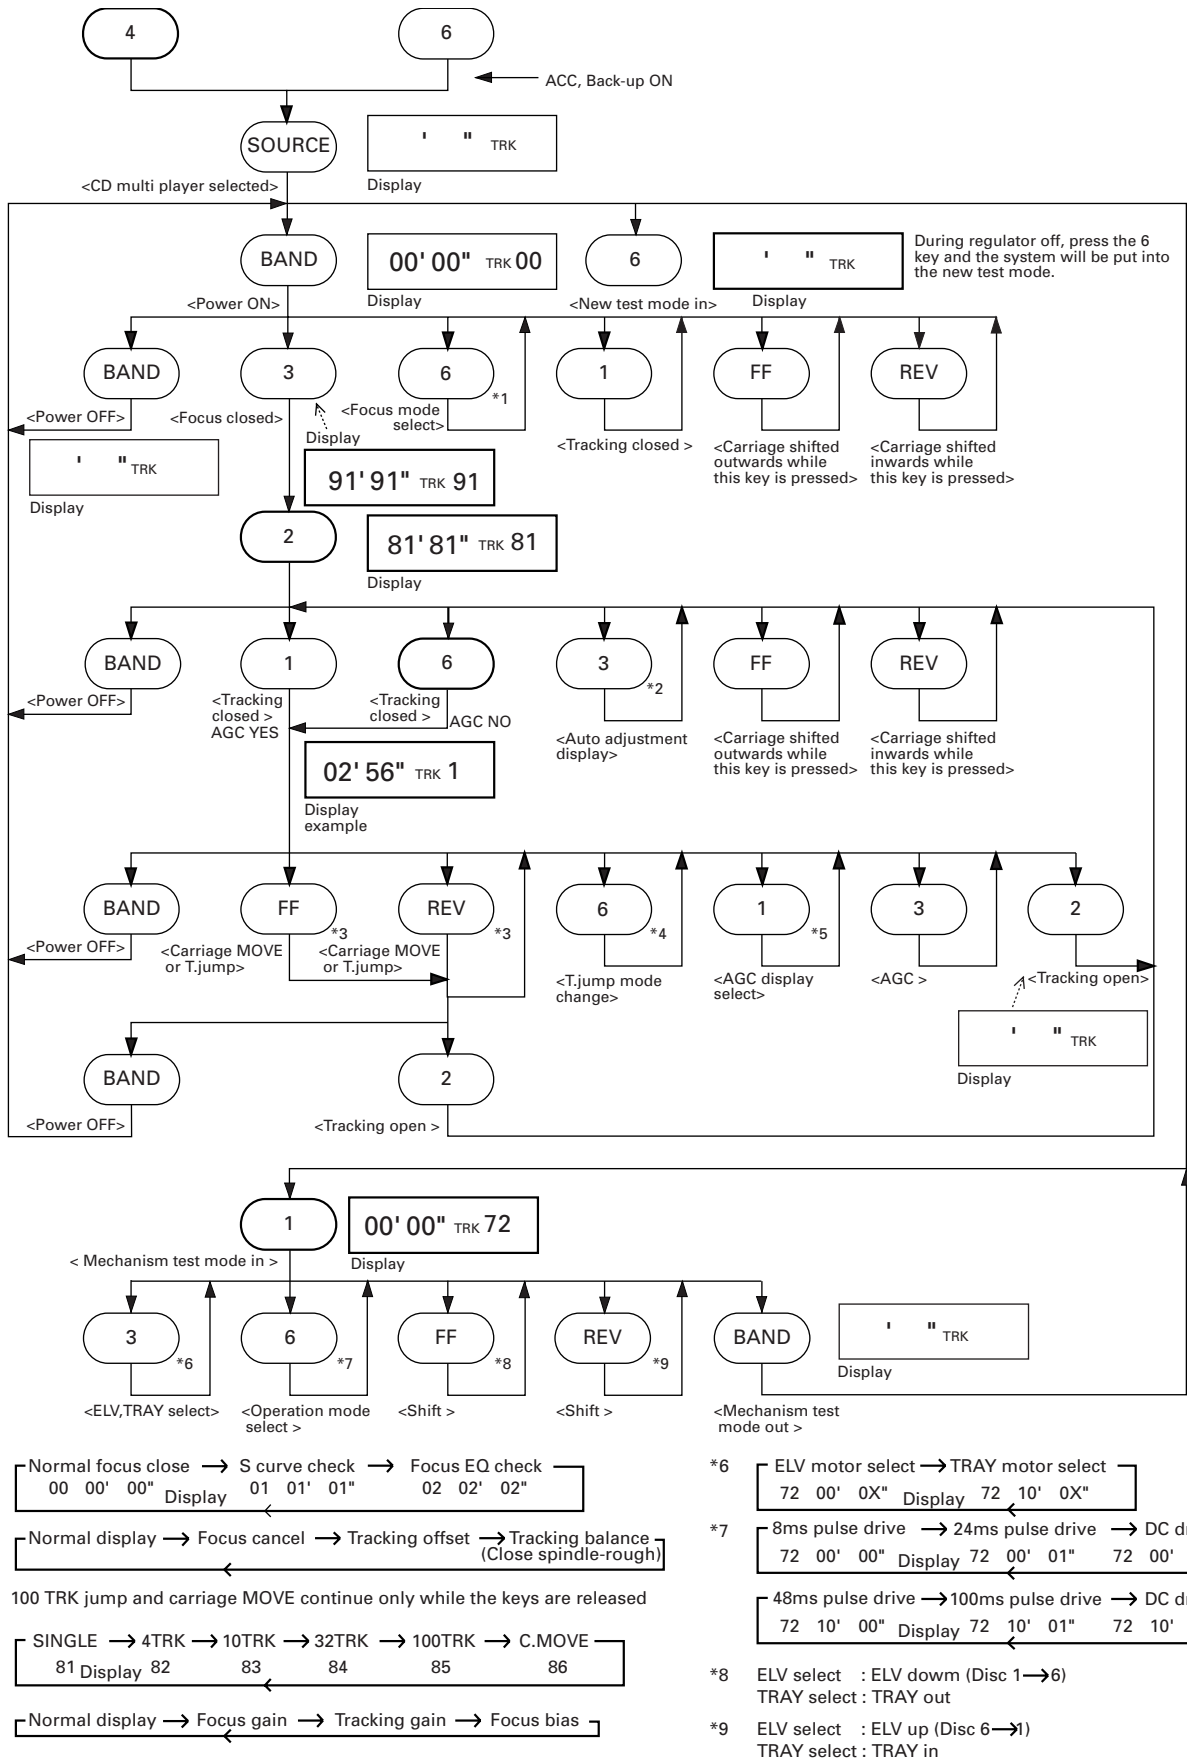 4
6
ACC, Back-up ON
SOURCE
' " TRK
Display
<CD multi player selected>
BAND
00' 00" TRK 00
Display
6
' " TRK
Display
During regulator off, press the 6
key and the system will be put into
the new test mode.
<Power ON>
<New test mode in>
BAND
3
6
*1
1
FF
REV
<Power OFF>
<Focus closed>
<Focus mode
select>
Display
<Tracking closed >
<Carriage shifted
outwards while
this key is pressed>
<Carriage shifted
inwards while
this key is pressed>
' " TRK
Display
91' 91" TRK 91
2
81' 81" TRK 81
Display
BAND
1
6
3
*2
FF
REV
<Power OFF>
<Tracking
closed >
AGC YES
<Tracking
closed >
AGC NO
<Auto adjustment
display>
<Carriage shifted
outwards while
this key is pressed>
<Carriage shifted
inwards while
this key is pressed>
02' 56" TRK 1
Display
example
BAND
FF
*3
REV
*3
6
*4
1
*5
3
2
<Power OFF>
<Carriage MOVE
or T.jump>
<Carriage MOVE
or T.jump>
<T.jump mode
change>
<AGC display
select>
<AGC >
<Tracking open>
' " TRK
Display
BAND
2
<Power OFF>
<Tracking open >
1
00' 00" TRK 72
Display
< Mechanism test mode in >
3
*6
6
*7
FF
*8
REV
*9
BAND
' " TRK
Display
<ELV,TRAY select>
<Operation mode
select >
<Shift >
<Shift >
<Mechanism test
mode out >
Normal focus close → S curve check → Focus EQ check
00 00' 00" Display 01 01' 01" 02 02' 02"
Normal display → Focus cancel → Tracking offset → Tracking balance
(Close spindle-rough)
100 TRK jump and carriage MOVE continue only while the keys are released
SINGLE → 4TRK → 10TRK → 32TRK → 100TRK → C.MOVE
81 Display 82 83 84 85 86
Normal display → Focus gain → Tracking gain → Focus bias
*6 ELV motor select → TRAY motor select
72 00' 0X" Display 72 10' 0X"
*7 8ms pulse drive → 24ms pulse drive → DC
72 00' 00" Display 72 00' 01" 72 00'
48ms pulse drive → 100ms pulse drive → DC
72 10' 00" Display 72 10' 01" 72 10'
*8 ELV select : ELV dowm (Disc 1→6)
TRAY select : TRAY out
*9 ELV select : ELV up (Disc 6→1)
TRAY select : TRAY in